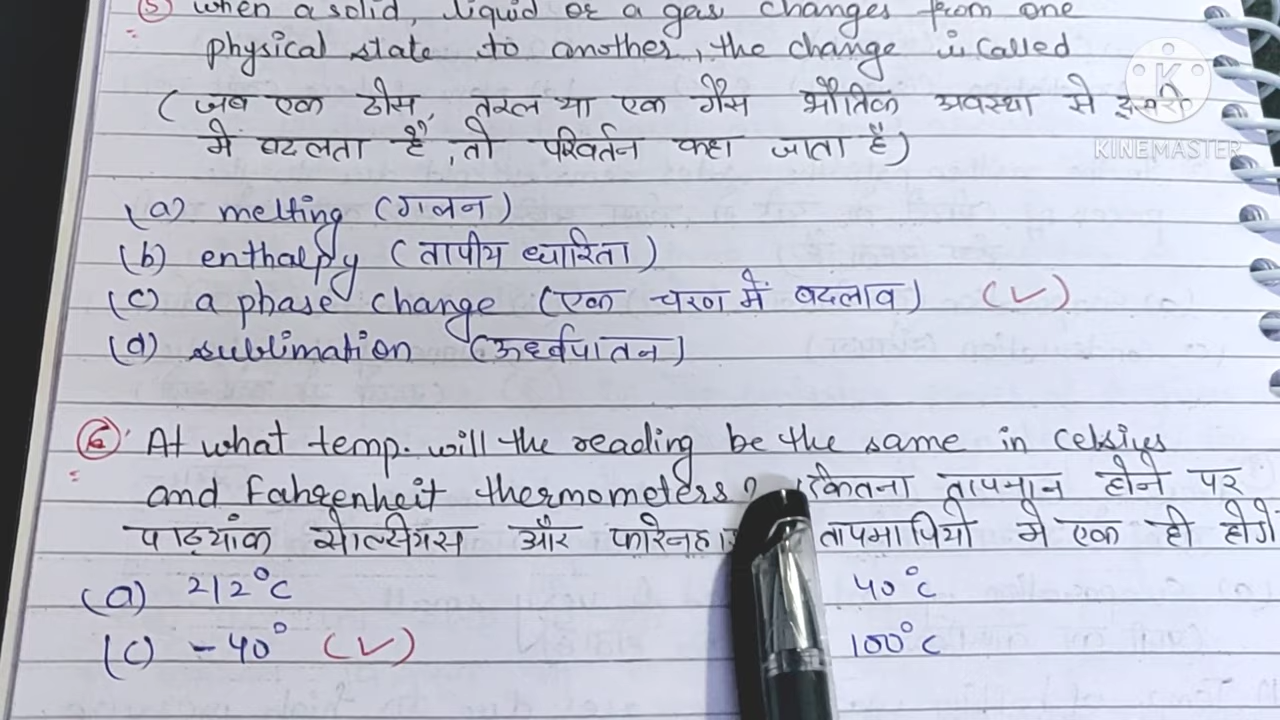 (5) when a solid, liquid or a gas changes from one
physical state to another, the change is called
(जब एक ठोस, तरल या एक गैस भौतिक अवस्था से दूसरी
में बदलता है, तो परिवर्तन कहा जाता है)
(a) melting (गलन)
(b) enthalpy (तापीय ध्यारिता)
(c) a phase change (एक चरण में बदलाव) (✓)
(d) sublimation (ऊर्ध्वपातन)
(6) At what temp. will the reading be the same in celsius
and fahrenheit thermometers? कितना तापमान होने पर
पाठ्यांक सेल्सीयस और तापमापियो मे एक ही होगे
(a) 212°C 40°C
(c) -40° (✓) 100°C
K
KINEMASTER